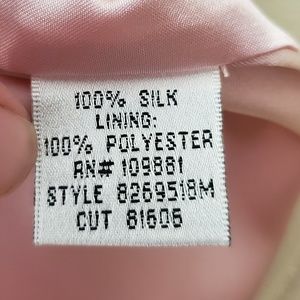 100% SILK
LINING:
100% POLYESTER
RN# 109881
STYLE 8269518M
CUT 81606